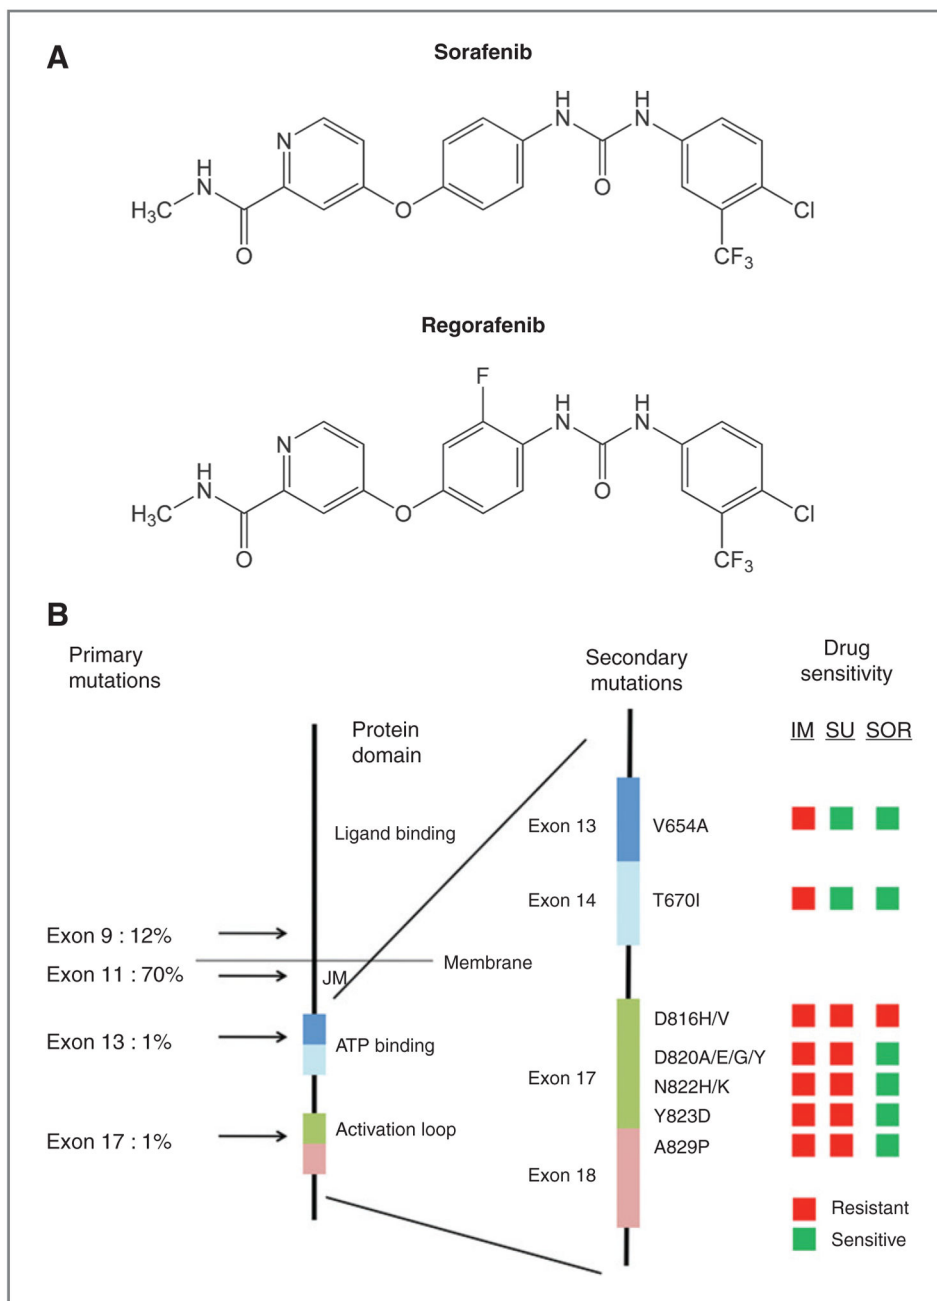 A
Sorafenib
H
N
H
N
N
H
N
H₃C
O
O
O
Cl
CF₃
Regorafenib
F
H
N
H
N
N
H
N
H₃C
O
O
O
Cl
CF₃
B
Primary
mutations
Protein
domain
Ligand binding
Exon 9 : 12%
Membrane
Exon 11 : 70%
JM
Exon 13 : 1%
ATP binding
Exon 17 : 1%
Activation loop
Secondary
mutations
Drug
sensitivity
IM SU SOR
Exon 13 V654A
Exon 14 T670I
D816H/V
D820A/E/G/Y
Exon 17
N822H/K
Y823D
A829P
Exon 18
Resistant
Sensitive